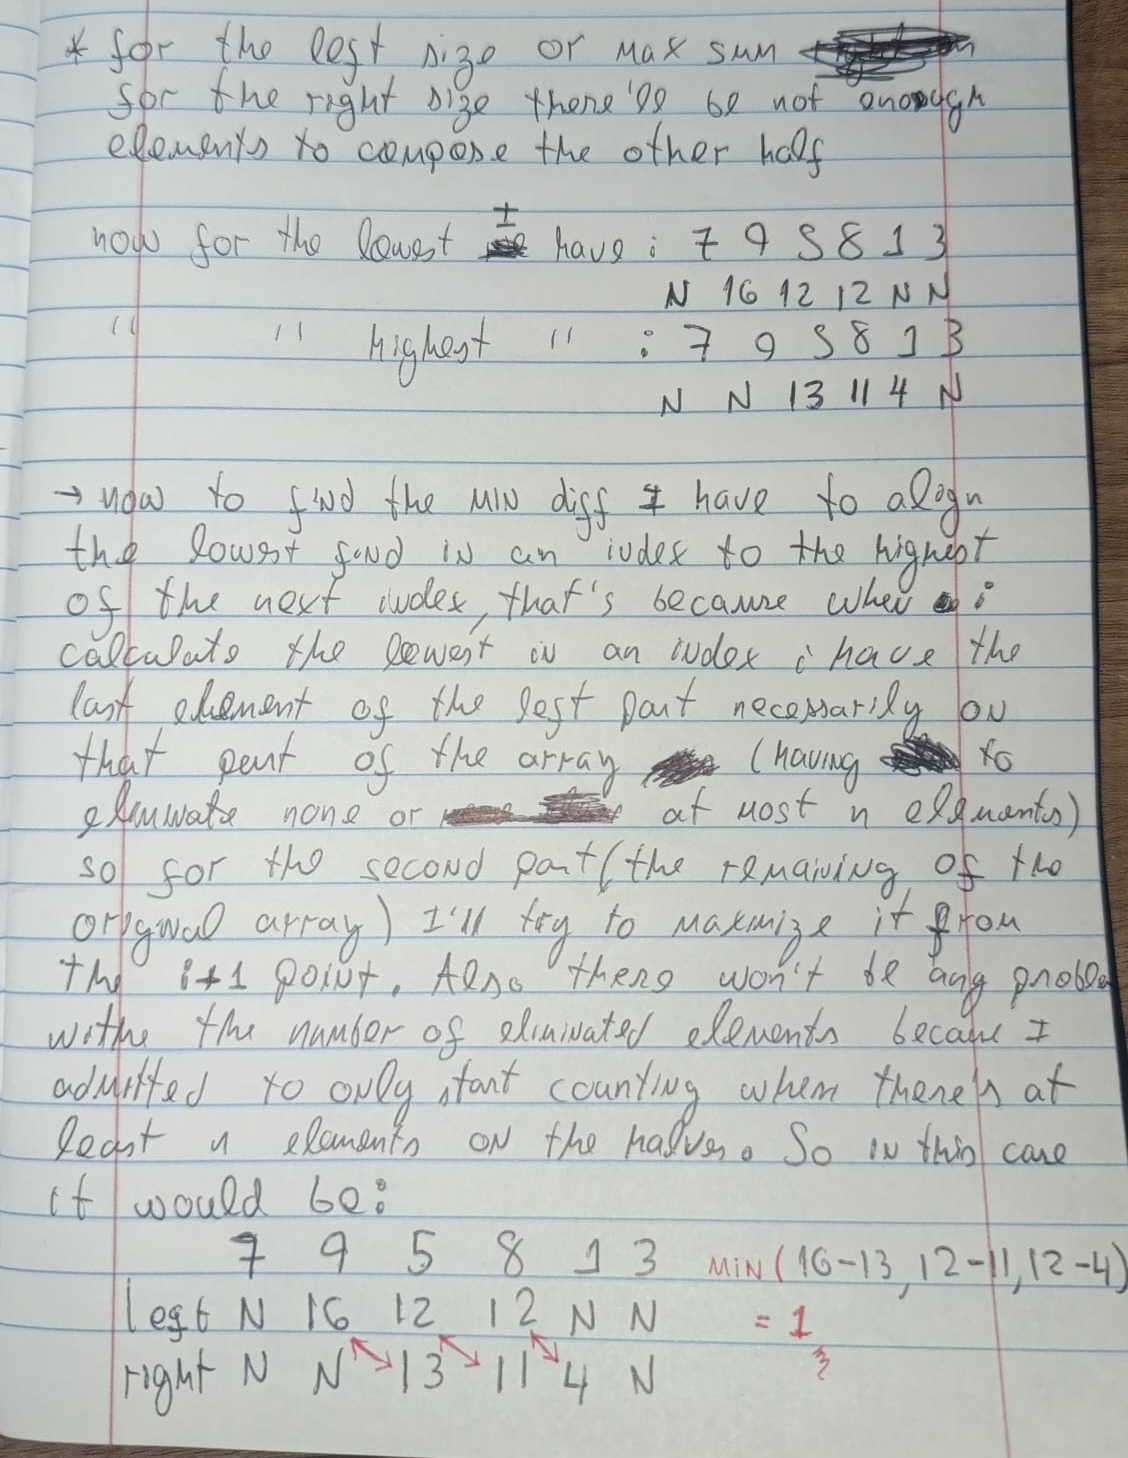 * for the left size or max sum
for the right size there'll be not enough
elements to compose the other half
now for the lowest I have : 7 9 5 8 1 3
N 16 12 12 N N
" " highest " : 7 9 5 8 1 3
N N 13 11 4 N
→ now to find the MIN diff I have to align
the lowest find in an index to the highest
of the next index, that's because when i
calculate the lowest in an index i have the
last element of the left part necessarily on
that part of the array (having to
eliminate none or at most n elements)
so for the second part (the remaining of the
original array) I'll try to maximize it from
the i+1 point. Also there won't be any proble
withe the number of eliminated elements because I
admitted to only start counting when there's at
least n elements on the halves. So in this case
it would be:
7 9 5 8 1 3 MIN (16-13, 12-11, 12-4)
left N 16 12 12 N N = 1
right N N 13 11 4 N